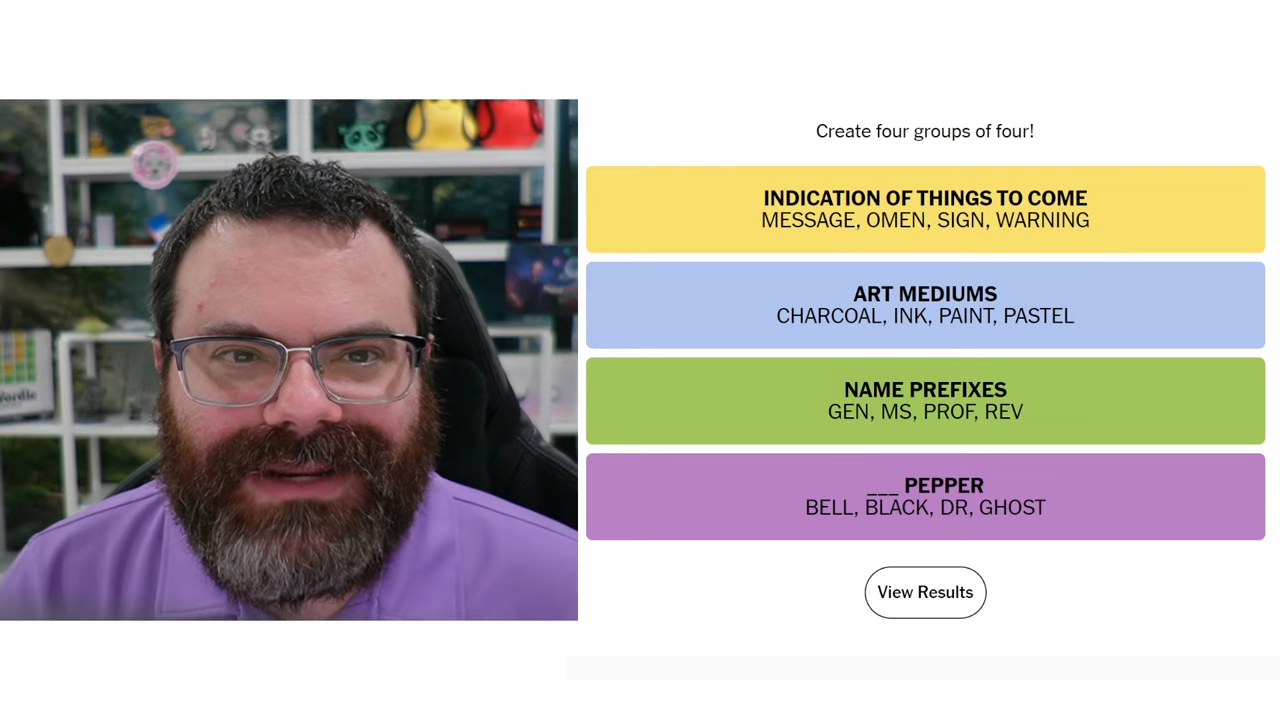 Create four groups of four!
INDICATION OF THINGS TO COME
MESSAGE, OMEN, SIGN, WARNING
ART MEDIUMS
CHARCOAL, INK, PAINT, PASTEL
NAME PREFIXES
GEN, MS, PROF, REV
___ PEPPER
BELL, BLACK, DR, GHOST
View Results
Wordle